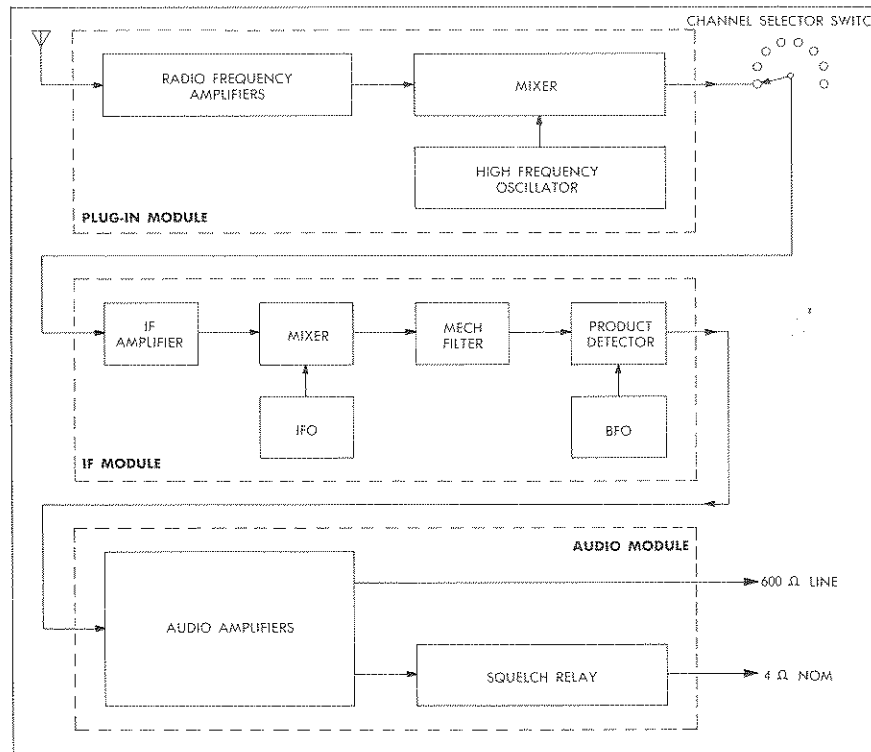 CHANNEL SELECTOR SWITC
RADIO FREQUENCY
AMPLIFIERS
MIXER
HIGH FREQUENCY
OSCILLATOR
PLUG-IN MODULE
IF
AMPLIFIER
MIXER
MECH
FILTER
PRODUCT
DETECTOR
IFO
BFO
IF MODULE
AUDIO MODULE
AUDIO AMPLIFIERS
600 Ω LINE
SQUELCH RELAY
4 Ω NOM